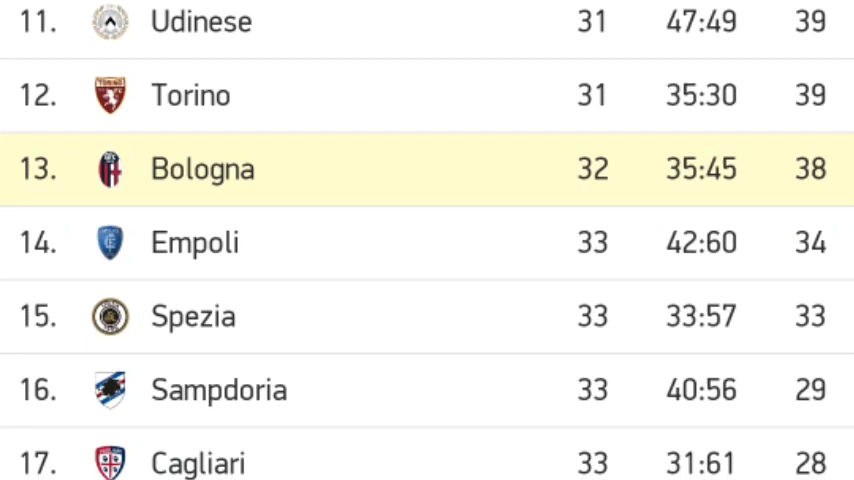 11. Udinese 31 47:49 39
12. Torino 31 35:30 39
13. Bologna 32 35:45 38
14. Empoli 33 42:60 34
15. Spezia 33 33:57 33
16. Sampdoria 33 40:56 29
17. Cagliari 33 31:61 28